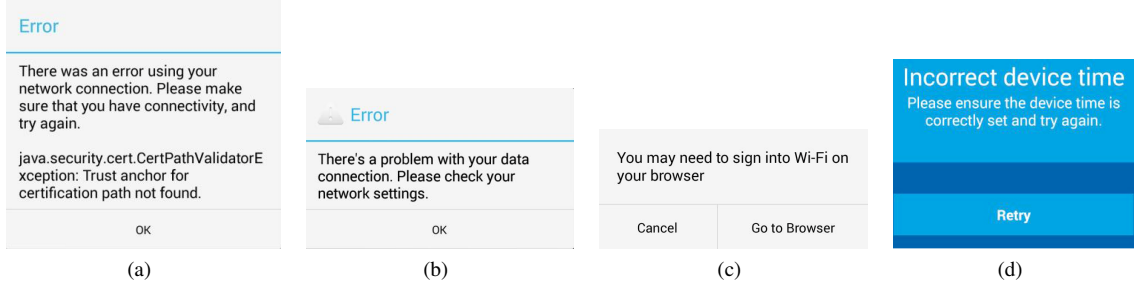 Error
There was an error using your
network connection. Please make
sure that you have connectivity, and
try again.
java.security.cert.CertPathValidatorE
xception: Trust anchor for
certification path not found.
OK
(a)
Error
There's a problem with your data
connection. Please check your
network settings.
OK
(b)
You may need to sign into Wi-Fi on
your browser
Cancel
Go to Browser
(c)
Incorrect device time
Please ensure the device time is
correctly set and try again.
Retry
(d)